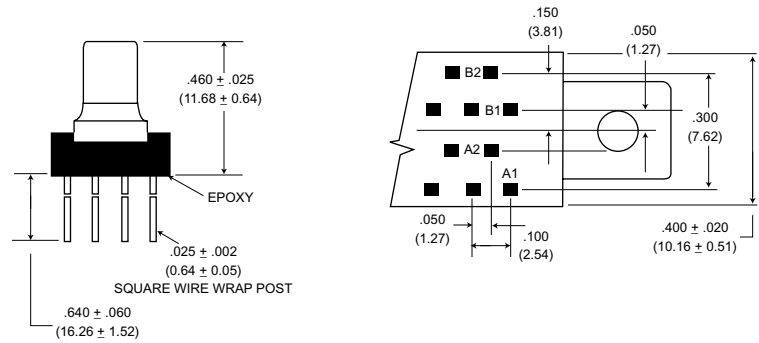 .460 ± .025
(11.68 ± 0.64)
EPOXY
.025 ± .002
(0.64 ± 0.05)
SQUARE WIRE WRAP POST
.640 ± .060
(16.26 ± 1.52)
.150
(3.81)
.050
(1.27)
B2
B1
A2
A1
.300
(7.62)
.050
(1.27)
.100
(2.54)
.400 ± .020
(10.16 ± 0.51)